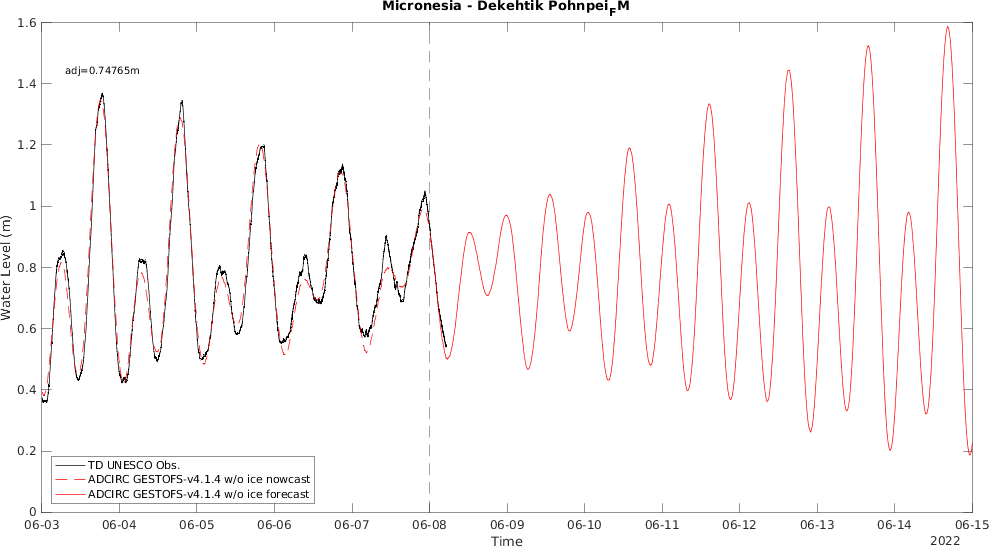 Micronesia - Dekehtik Pohnpei_FM
adj=0.74765m
Water Level (m)
1.6
1.4
1.2
1
0.8
0.6
0.4
0.2
0
TD UNESCO Obs.
ADCIRC GESTOFS-v4.1.4 w/o ice nowcast
ADCIRC GESTOFS-v4.1.4 w/o ice forecast
06-03 06-04 06-05 06-06 06-07 06-08 06-09 06-10 06-11 06-12 06-13 06-14 06-15
Time
2022